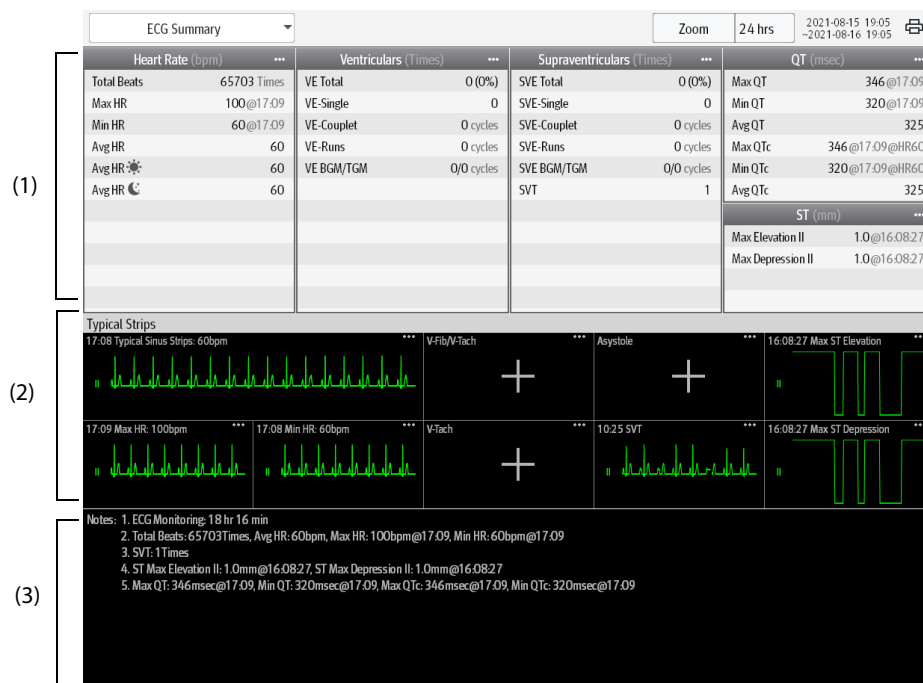 ECG Summary
Zoom
24 hrs
2021-08-15 19:05
~2021-08-16 19:05
(1)
Heart Rate (bpm) •••
Total Beats 65703 Times
Max HR 100@17:09
Min HR 60@17:09
Avg HR 60
Avg HR 60
Avg HR 60
Ventriculars (Times) •••
VE Total 0 (0%)
VE-Single 0
VE-Couplet 0 cycles
VE-Runs 0 cycles
VE BGM/TGM 0/0 cycles
Supraventriculars (Times) •••
SVE Total 0 (0%)
SVE-Single 0
SVE-Couplet 0 cycles
SVE-Runs 0 cycles
SVE BGM/TGM 0/0 cycles
SVT 1
QT (msec) •••
Max QT 346@17:09
Min QT 320@17:09
Avg QT 325
Max QTc 346@17:09@HR60
Min QTc 320@17:09@HR60
Avg QTc 325
ST (mm) •••
Max Elevation II 1.0@16:08:27
Max Depression II 1.0@16:08:27
(2)
Typical Strips
17:08 Typical Sinus Strips: 60bpm •••
II
V-Fib/V-Tach •••
Asystole •••
16:08:27 Max ST Elevation
II
17:09 Max HR: 100bpm •••
II
17:08 Min HR: 60bpm •••
II
V-Tach •••
10:25 SVT •••
II
16:08:27 Max ST Depression
II
(3)
Notes: 1. ECG Monitoring: 18 hr 16 min
2. Total Beats: 65703Times, Avg HR: 60bpm, Max HR: 100bpm@17:09, Min HR: 60bpm@17:09
3. SVT: 1Times
4. ST Max Elevation II: 1.0mm@16:08:27, ST Max Depression II: 1.0mm@16:08:27
5. Max QT: 346msec@17:09, Min QT: 320msec@17:09, Max QTc: 346msec@17:09, Min QTc: 320msec@17:09